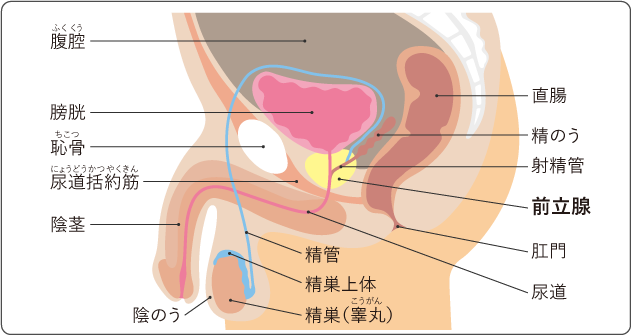 ふくくう
腹腔
膀胱
ちこつ
恥骨
にょうどうかつやくきん
尿道括約筋
陰茎
陰のう
直腸
精のう
射精管
前立腺
肛門
尿道
精管
精巣上体
こうがん
精巣(睾丸)